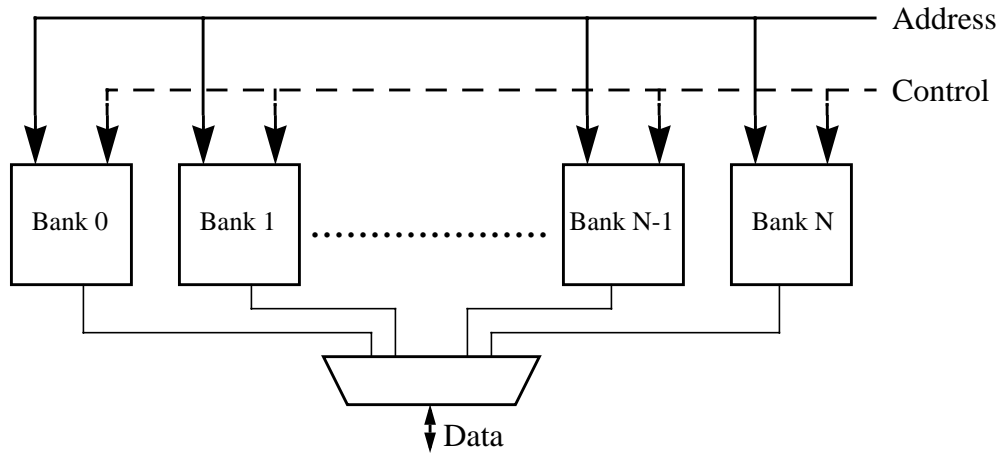 Address
Control
Bank 0
Bank 1
Bank N-1
Bank N
Data